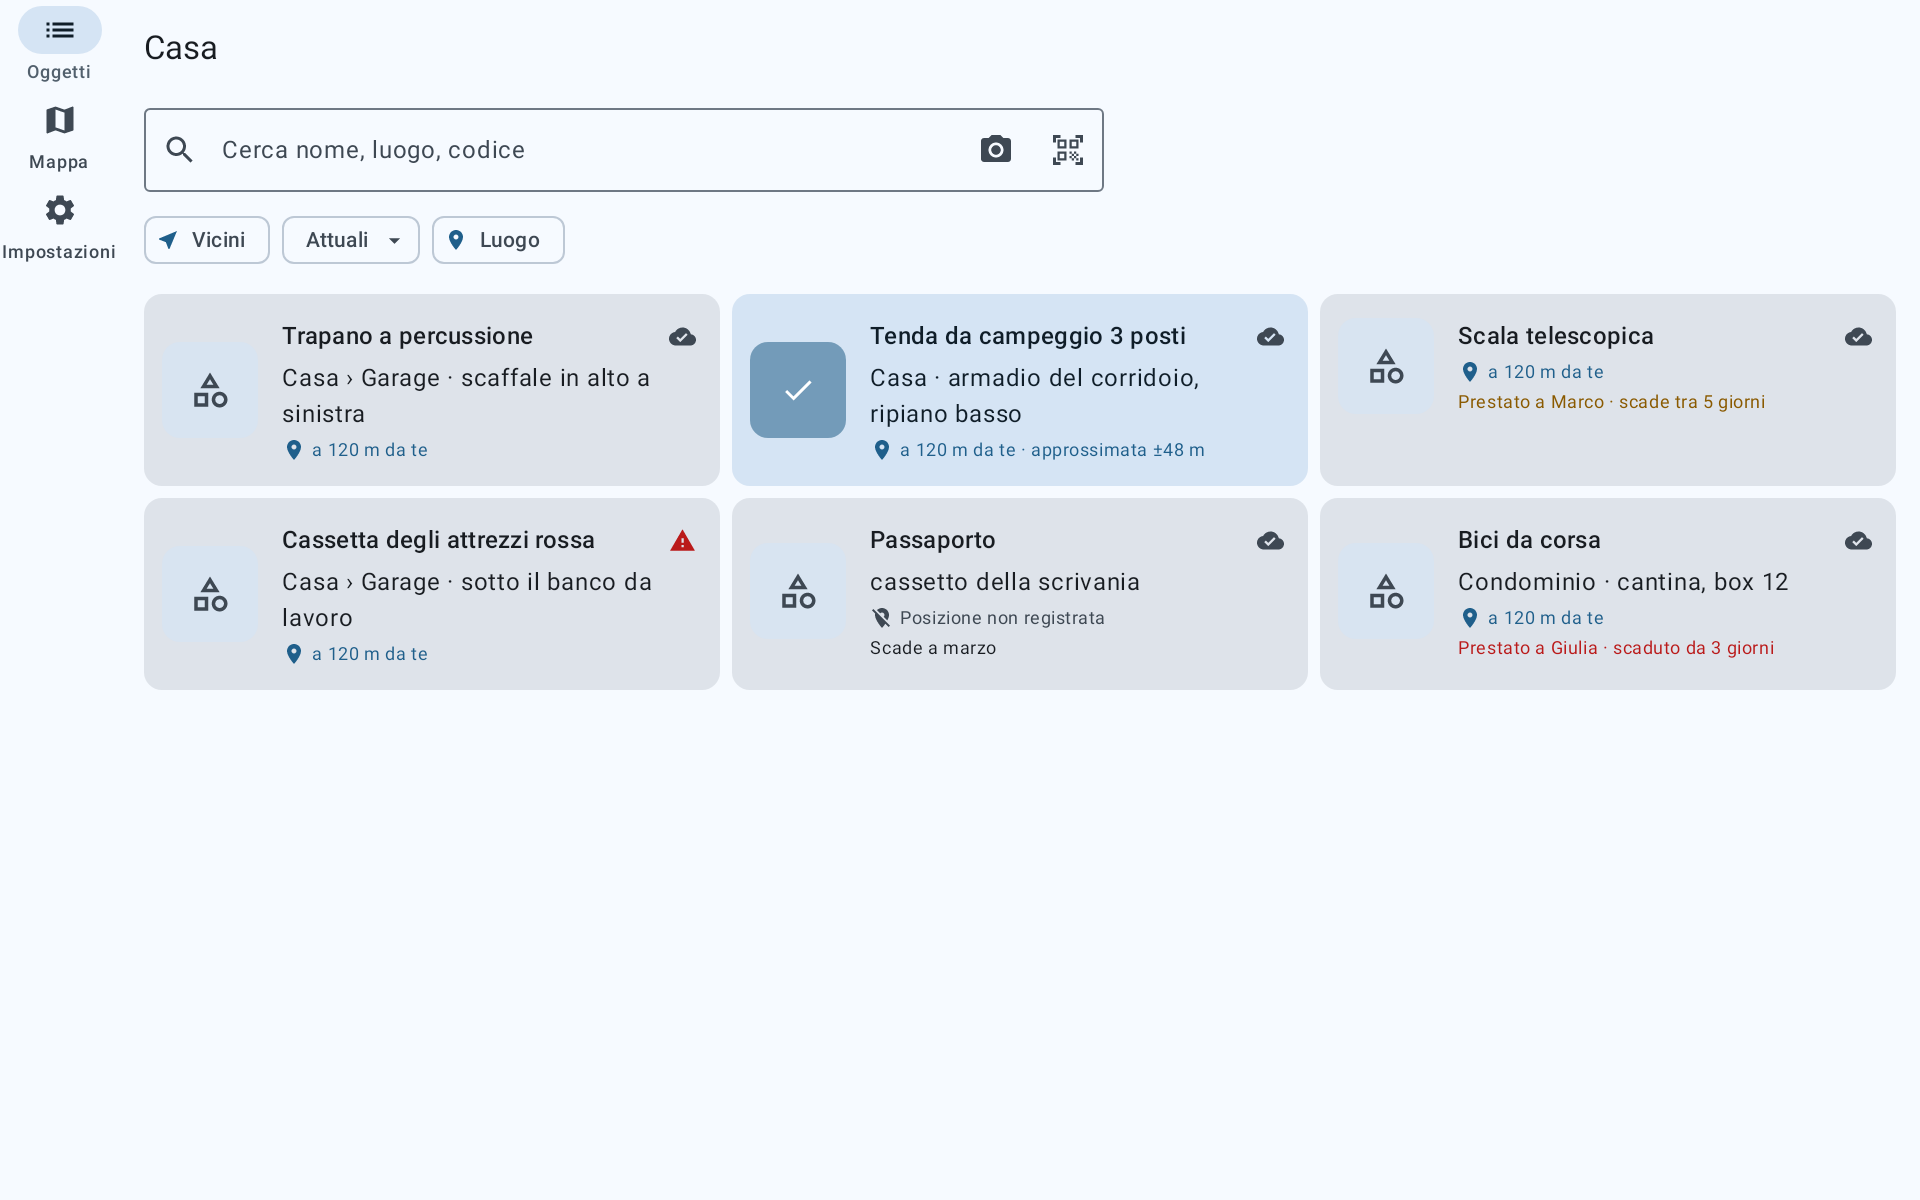 Casa
Oggetti
Mappa
Impostazioni
Cerca nome, luogo, codice
Vicini
Attuali
Luogo
Trapano a percussione
Casa › Garage · scaffale in alto a
sinistra
a 120 m da te
Tenda da campeggio 3 posti
Casa · armadio del corridoio,
ripiano basso
a 120 m da te · approssimata ±48 m
Scala telescopica
a 120 m da te
Prestato a Marco · scade tra 5 giorni
Cassetta degli attrezzi rossa
Casa › Garage · sotto il banco da
lavoro
a 120 m da te
Passaporto
cassetto della scrivania
Posizione non registrata
Scade a marzo
Bici da corsa
Condominio · cantina, box 12
a 120 m da te
Prestato a Giulia · scaduto da 3 giorni